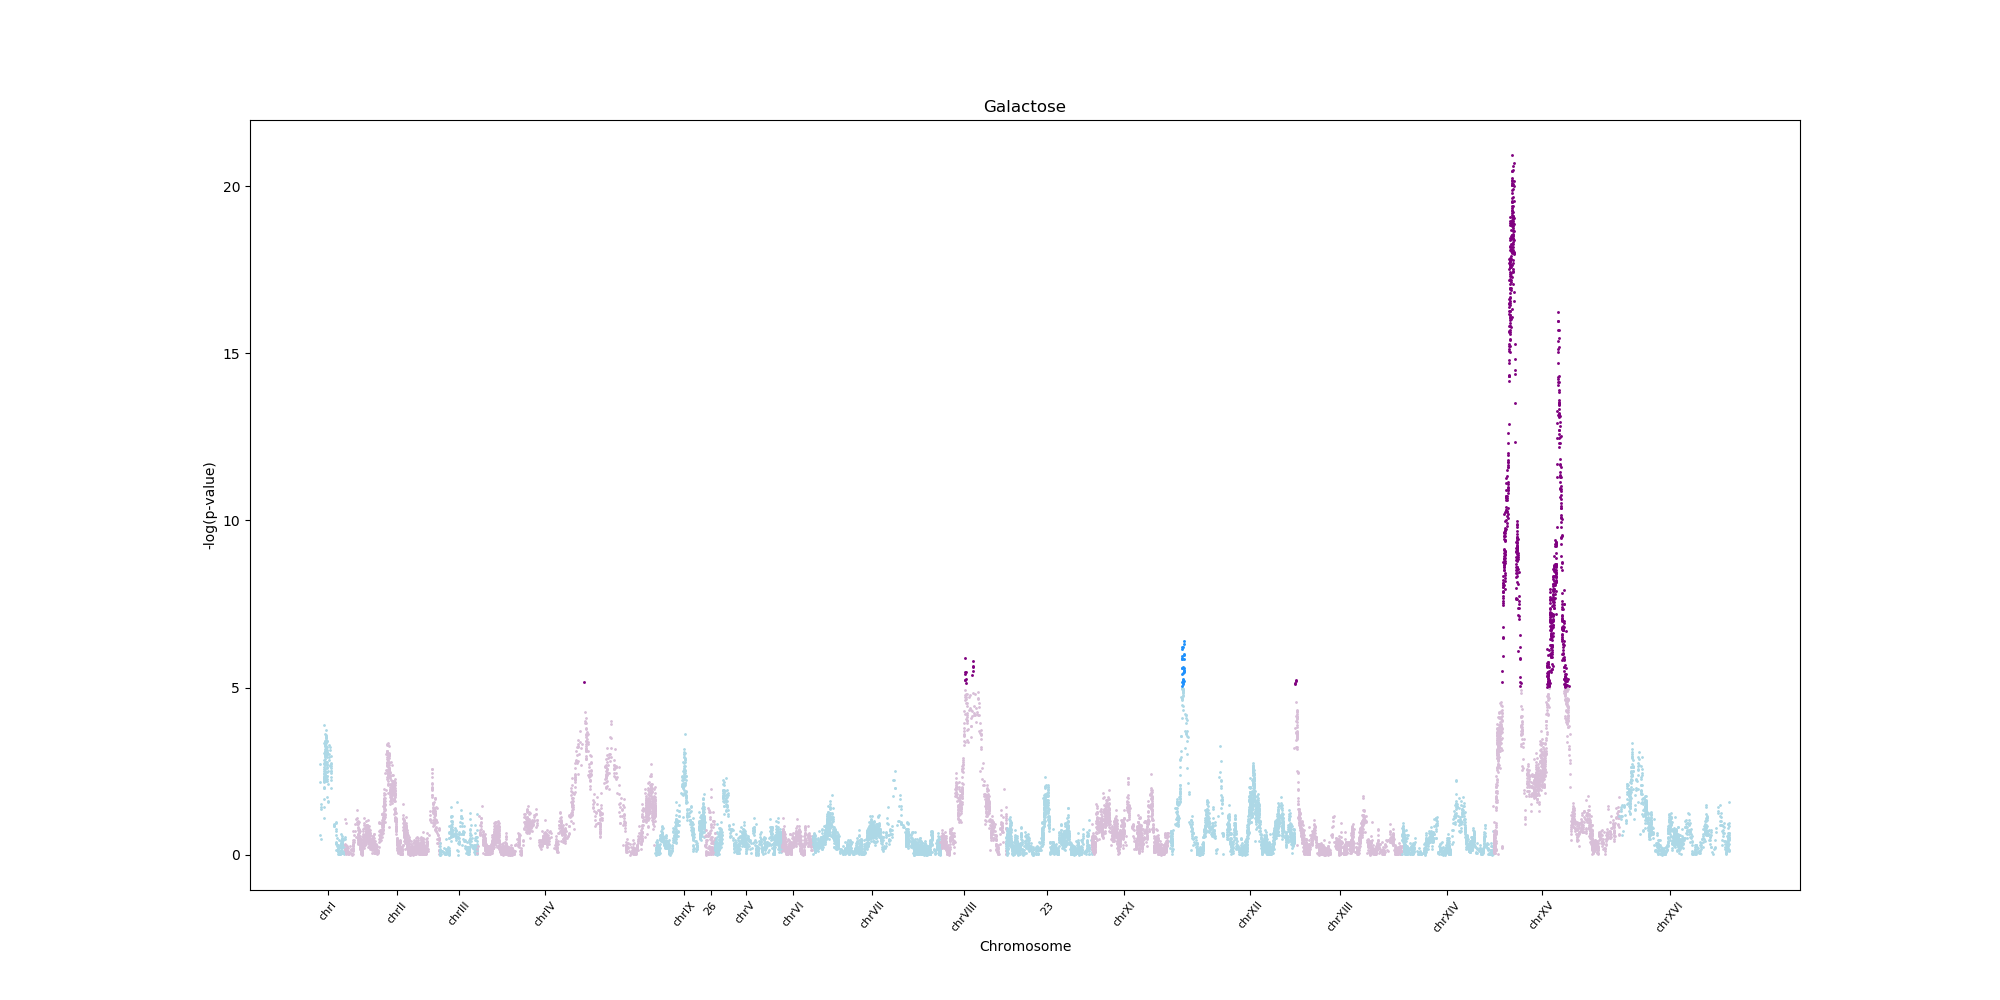 Galactose
-log(p-value)
20
15
10
5
0
chrI chrII chrIII chrIV chrIX 26 chrV chrVI chrVII chrVIII 23 chrXI chrXII chrXIII chrXIV chrXV chrXVI
Chromosome